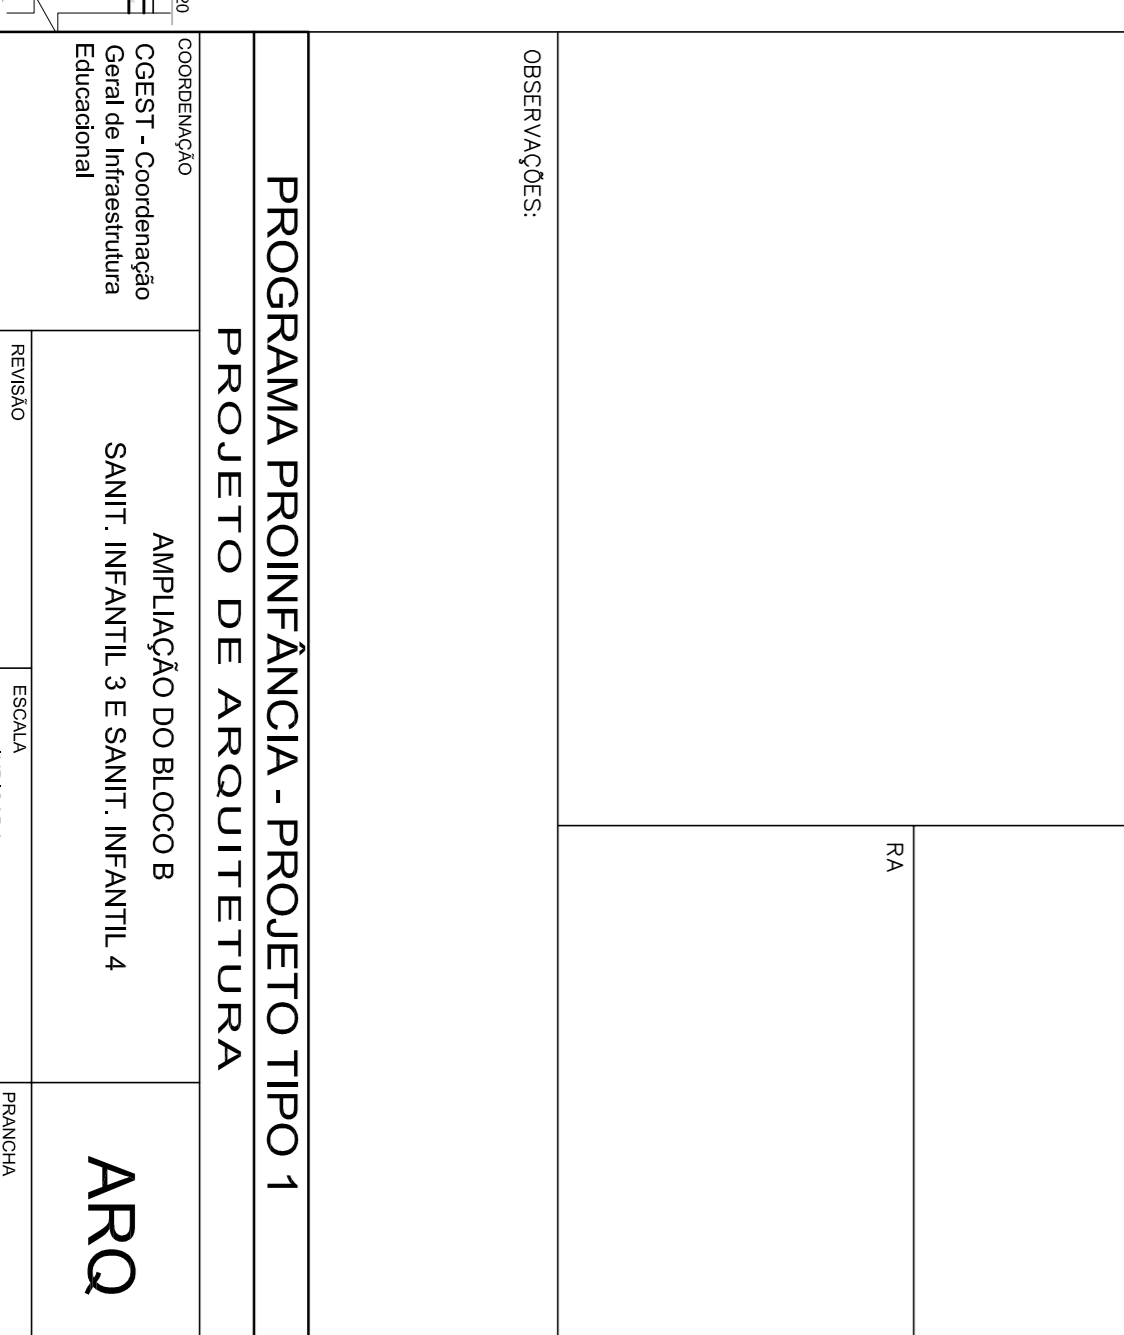 RA
OBSERVAÇÕES:
PROGRAMA PROINFÂNCIA - PROJETO TIPO 1
PROJETO DE ARQUITETURA
COORDENAÇÃO
CGEST - Coordenação
Geral de Infraestrutura
Educacional
AMPLIAÇÃO DO BLOCO B
SANIT. INFANTIL 3 E SANIT. INFANTIL 4
ARQ
REVISÃO
ESCALA
PRANCHA